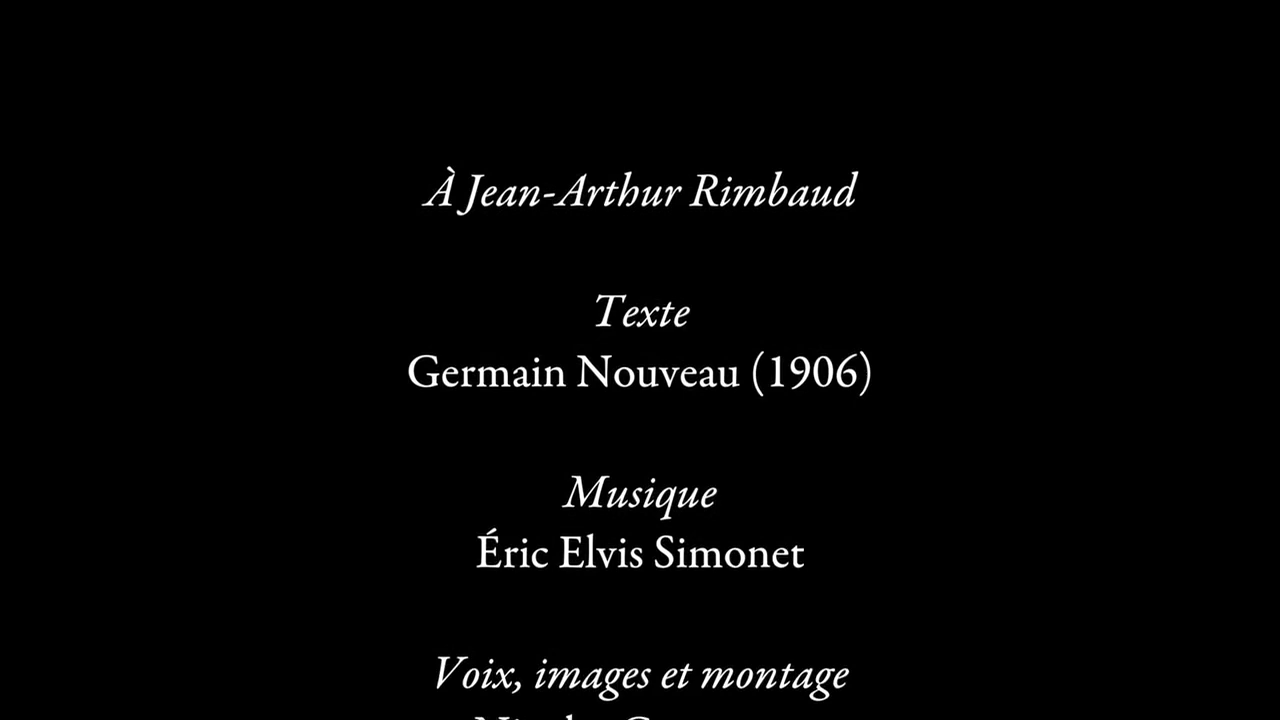 À Jean-Arthur Rimbaud
Texte
Germain Nouveau (1906)
Musique
Éric Elvis Simonet
Voix, images et montage